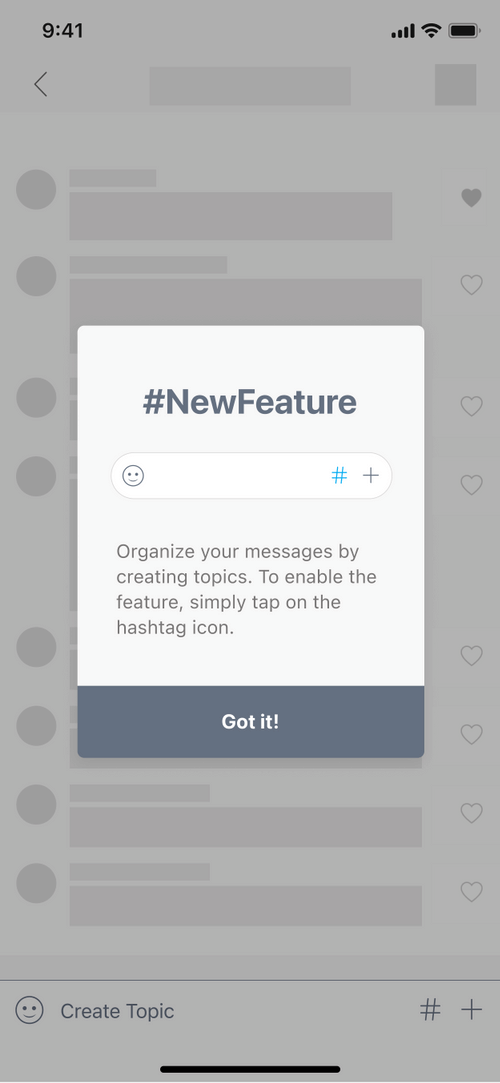 9:41
#NewFeature
#
Organize your messages by
creating topics. To enable the
feature, simply tap on the
hashtag icon.
Got it!
Create Topic #